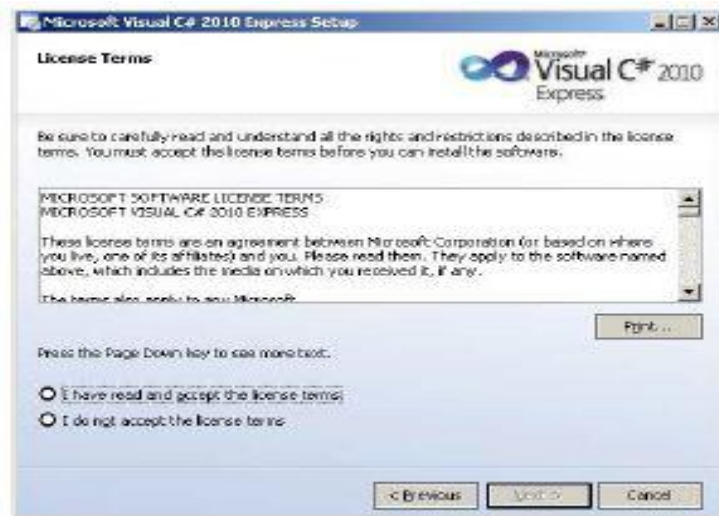 Microsoft Visual C# 2010 Express Setup
License Terms
Microsoft
Visual C# 2010
Express
Be sure to carefully read and understand all the rights and restrictions described in the license
terms. You must accept the license terms before you can install the software.
MICROSOFT SOFTWARE LICENSE TERMS
MICROSOFT VISUAL C# 2010 EXPRESS
These license terms are an agreement between Microsoft Corporation (or based on where
you live, one of its affiliates) and you. Please read them. They apply to the software named
above, which includes the media on which you received it, if any.
The terms also apply to any Microsoft
Print...
Press the Page Down key to see more text.
I have read and accept the license terms.
I do not accept the license terms
< Previous
Next >
Cancel